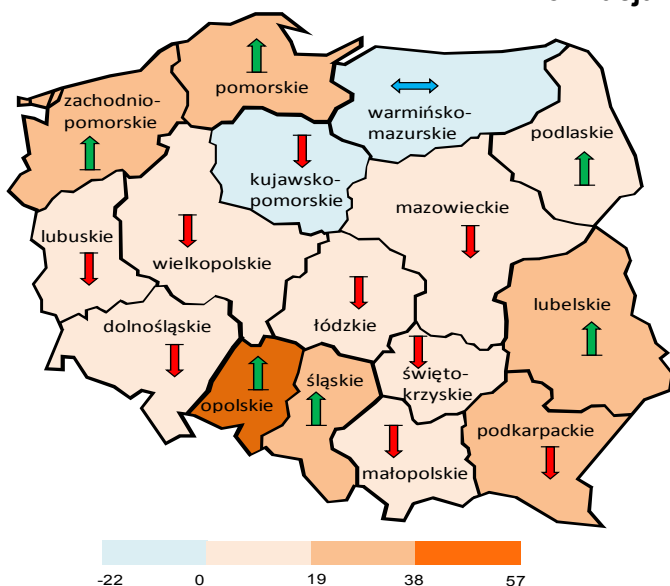 pomorskie
zachodnio-
pomorskie
warmińsko-
mazurskie
podlaskie
kujawsko-
pomorskie
mazowieckie
lubuskie
wielkopolskie
lubelskie
dolnośląskie
łódzkie
śląskie
święto-
krzyskie
opolskie
podkarpackie
małopolskie
-22 0 19 38 57